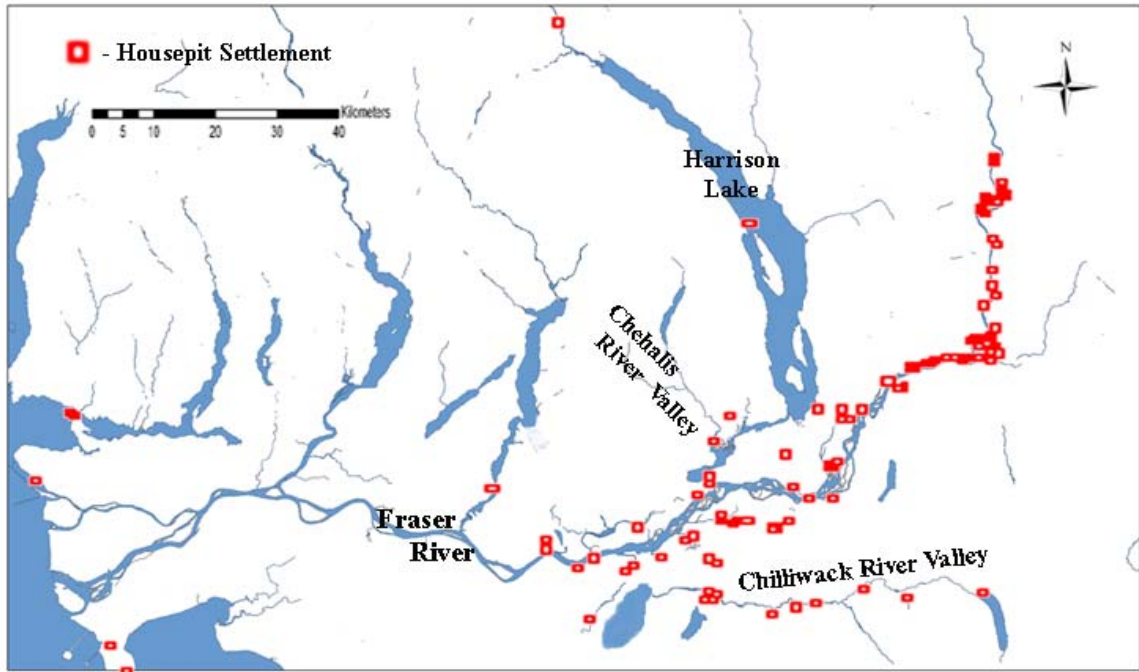 - Housepit Settlement
N
Kilometers
0 5 10 20 30 40
Harrison
Lake
Chehalis
River Valley
Fraser
River
Chilliwack River Valley